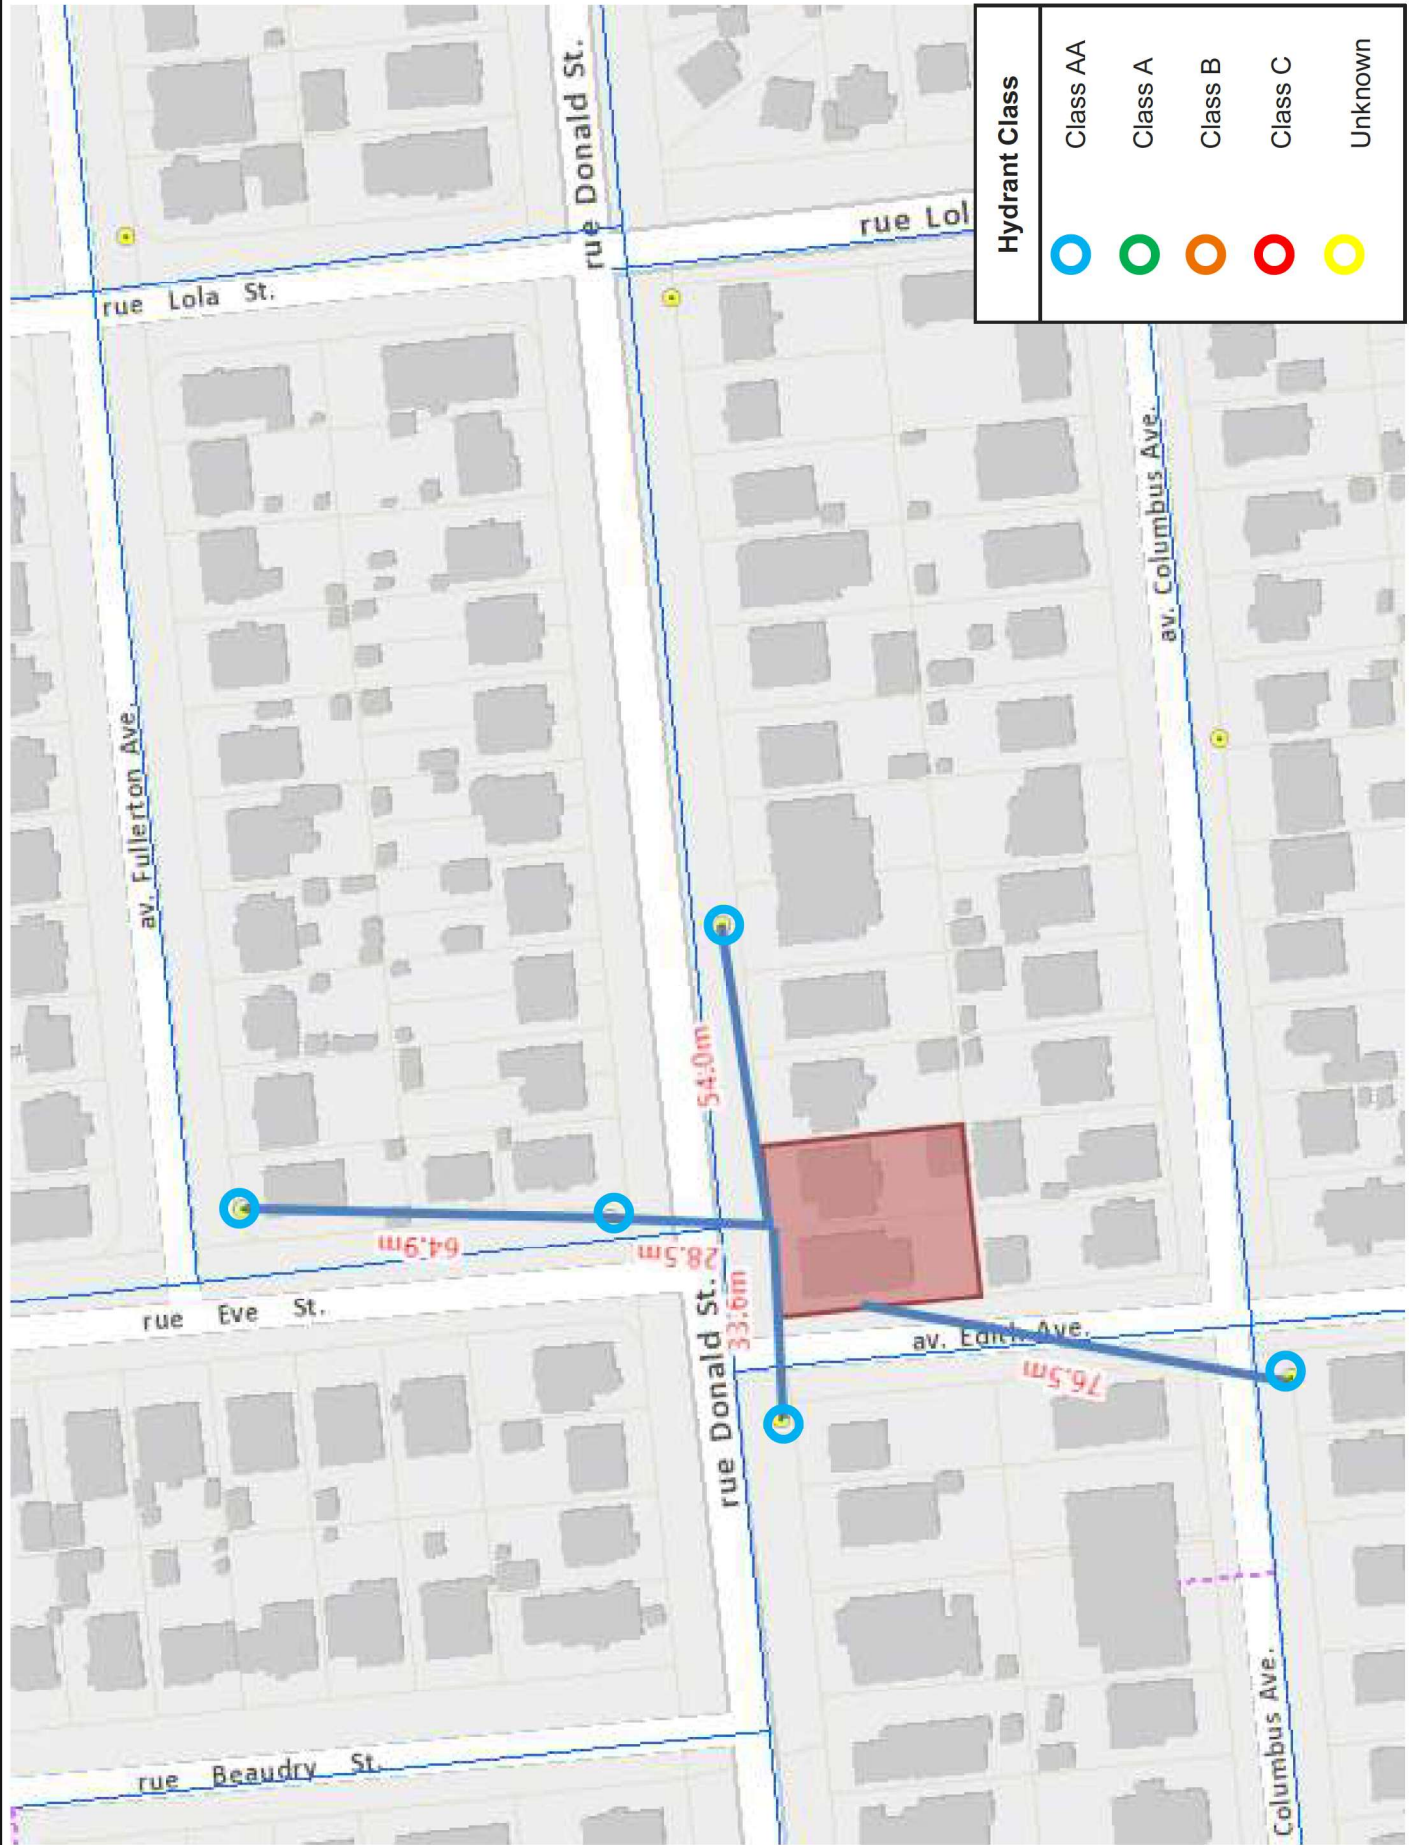 rue Donald St.
Hydrant Class
Class AA
Class A
Class B
Class C
Unknown
rue Lol
rue Lola St.
av. Columbus Ave.
av. Fullerton Ave.
54.0m
64.9m
28.5m
33.6m
rue Eve St.
av. Edith Ave.
76.5m
rue Donald St.
rue Beaudry St.
Columbus Ave.